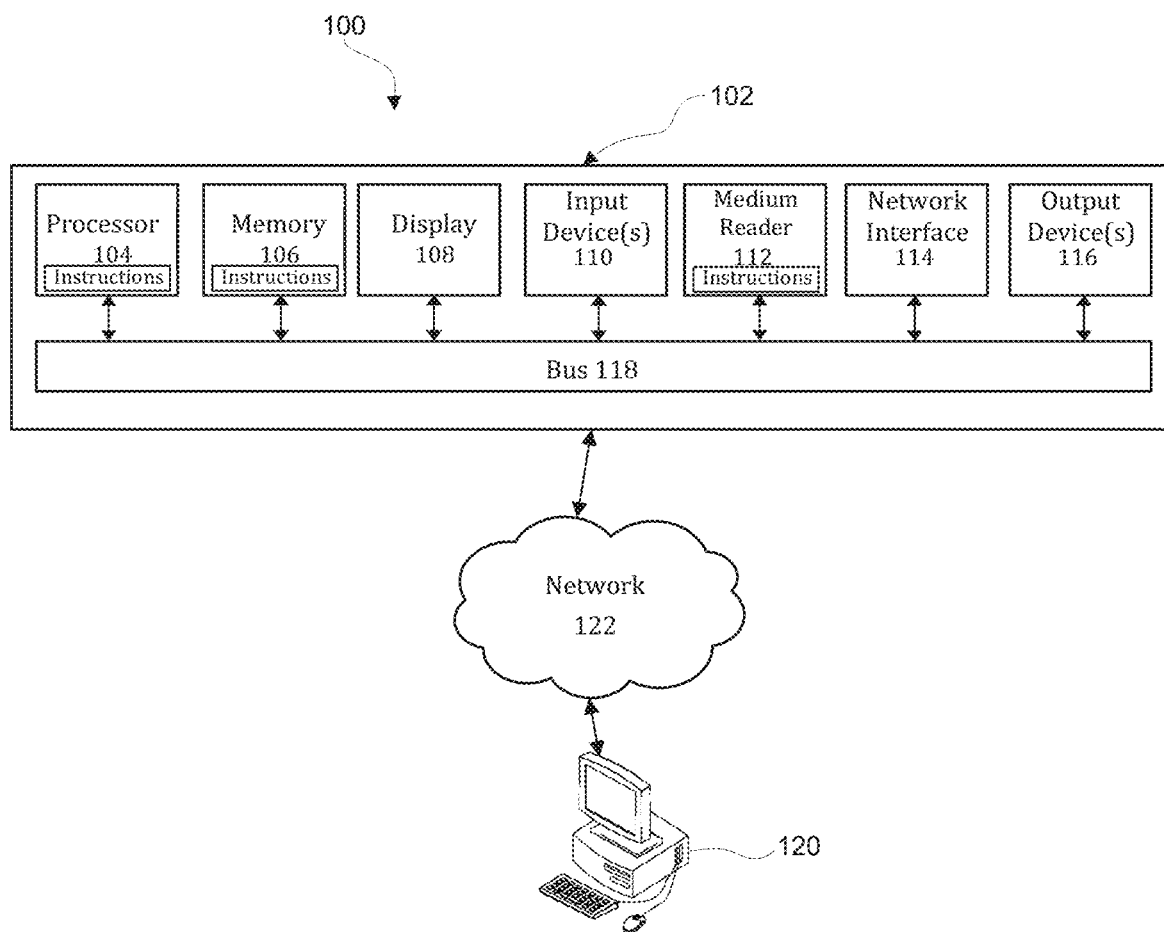 100
102
Processor
104
Instructions
Memory
106
Instructions
Display
108
Input
Device(s)
110
Medium
Reader
112
Instructions
Network
Interface
114
Output
Device(s)
116
Bus 118
Network
122
120